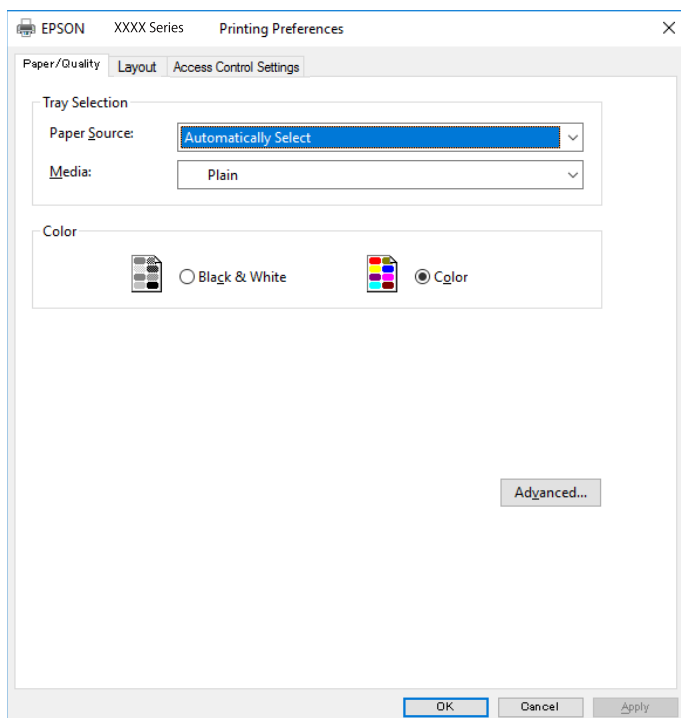 EPSON XXXX Series Printing Preferences
Paper/Quality Layout Access Control Settings
Tray Selection
Paper Source: Automatically Select
Media: Plain
Color
Black & White Color
Advanced...
OK Cancel Apply